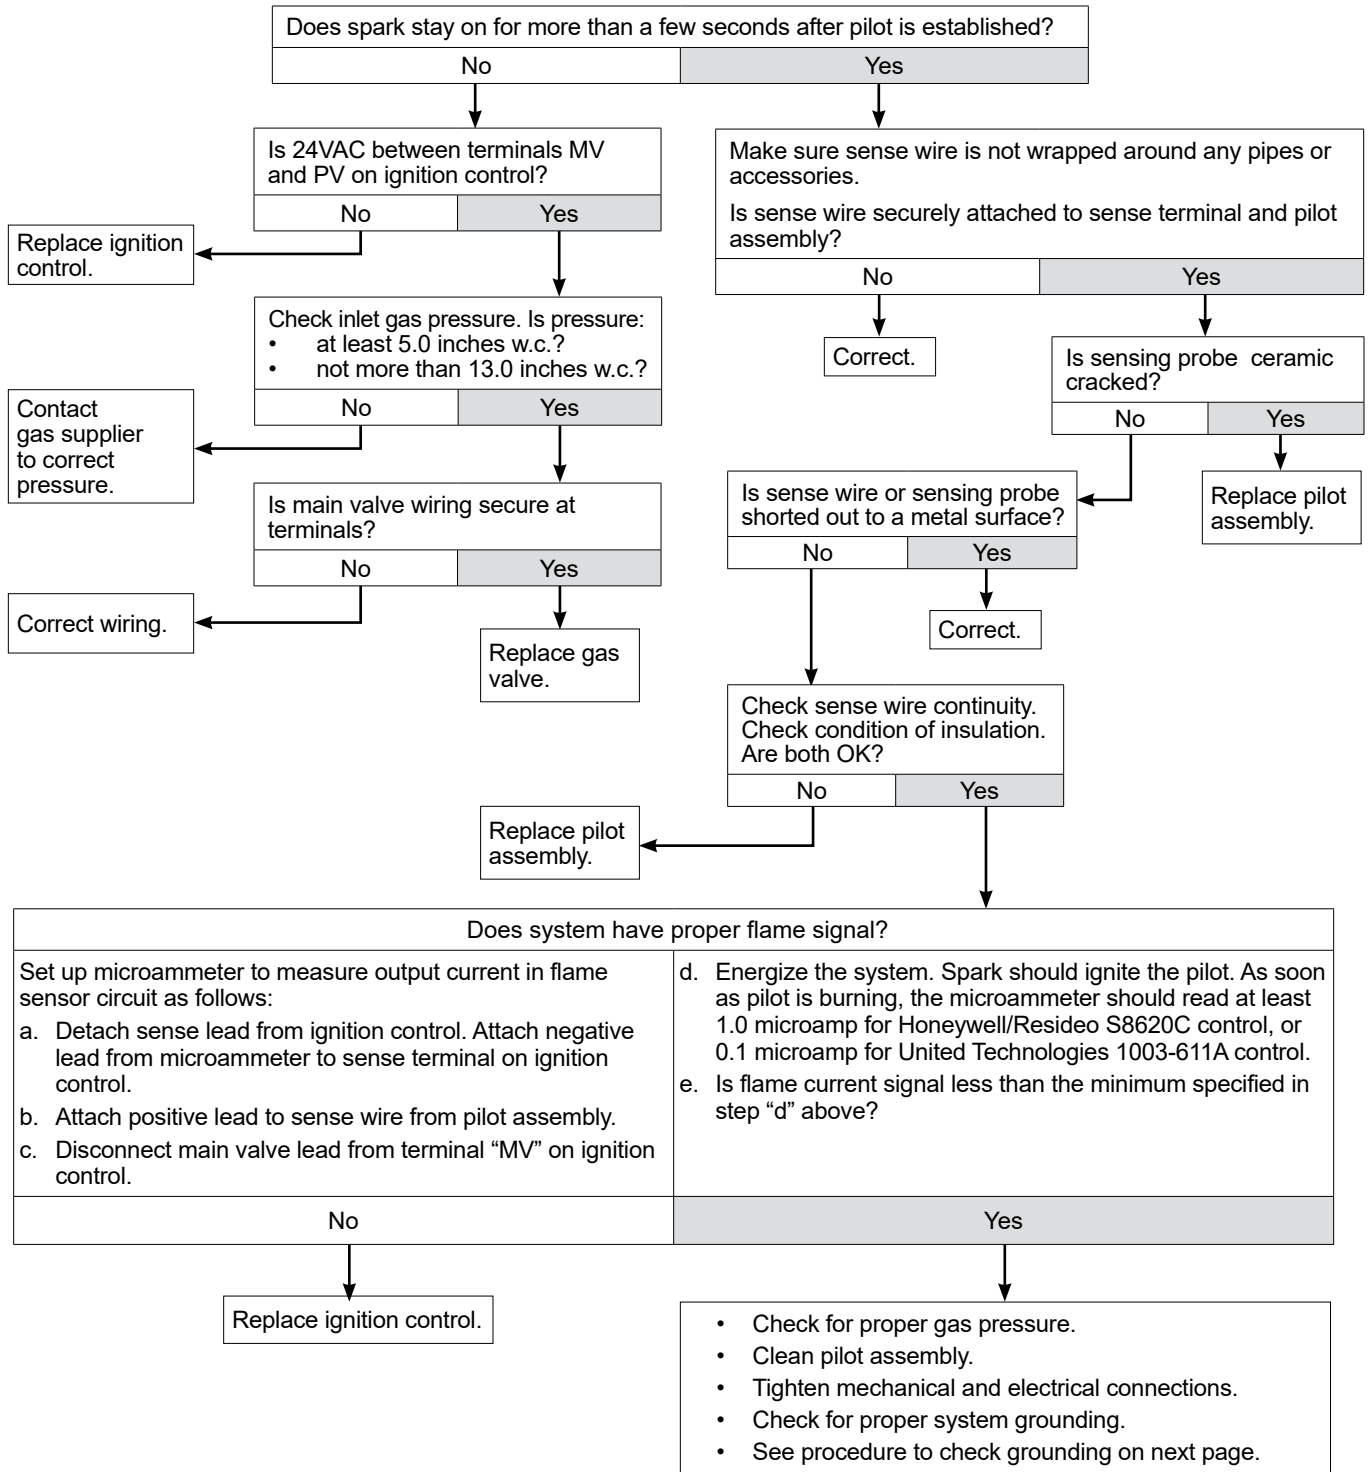 Does spark stay on for more than a few seconds after pilot is established?
No
Yes
Is 24VAC between terminals MV
and PV on ignition control?
No
Yes
Replace ignition
control.
Check inlet gas pressure. Is pressure:
• at least 5.0 inches w.c.?
• not more than 13.0 inches w.c.?
No
Yes
Contact
gas supplier
to correct
pressure.
Is main valve wiring secure at
terminals?
No
Yes
Correct wiring.
Replace gas
valve.
Make sure sense wire is not wrapped around any pipes or
accessories.
Is sense wire securely attached to sense terminal and pilot
assembly?
No
Yes
Correct.
Is sensing probe ceramic
cracked?
No
Yes
Replace pilot
assembly.
Is sense wire or sensing probe
shorted out to a metal surface?
No
Yes
Correct.
Check sense wire continuity.
Check condition of insulation.
Are both OK?
No
Yes
Replace pilot
assembly.
Does system have proper flame signal?
Set up microammeter to measure output current in flame
sensor circuit as follows:
a. Detach sense lead from ignition control. Attach negative
lead from microammeter to sense terminal on ignition
control.
b. Attach positive lead to sense wire from pilot assembly.
c. Disconnect main valve lead from terminal “MV” on ignition
control.
d. Energize the system. Spark should ignite the pilot. As soon
as pilot is burning, the microammeter should read at least
1.0 microamp for Honeywell/Resideo S8620C control, or
0.1 microamp for United Technologies 1003-611A control.
e. Is flame current signal less than the minimum specified in
step “d” above?
No
Yes
Replace ignition control.
• Check for proper gas pressure.
• Clean pilot assembly.
• Tighten mechanical and electrical connections.
• Check for proper system grounding.
• See procedure to check grounding on next page.